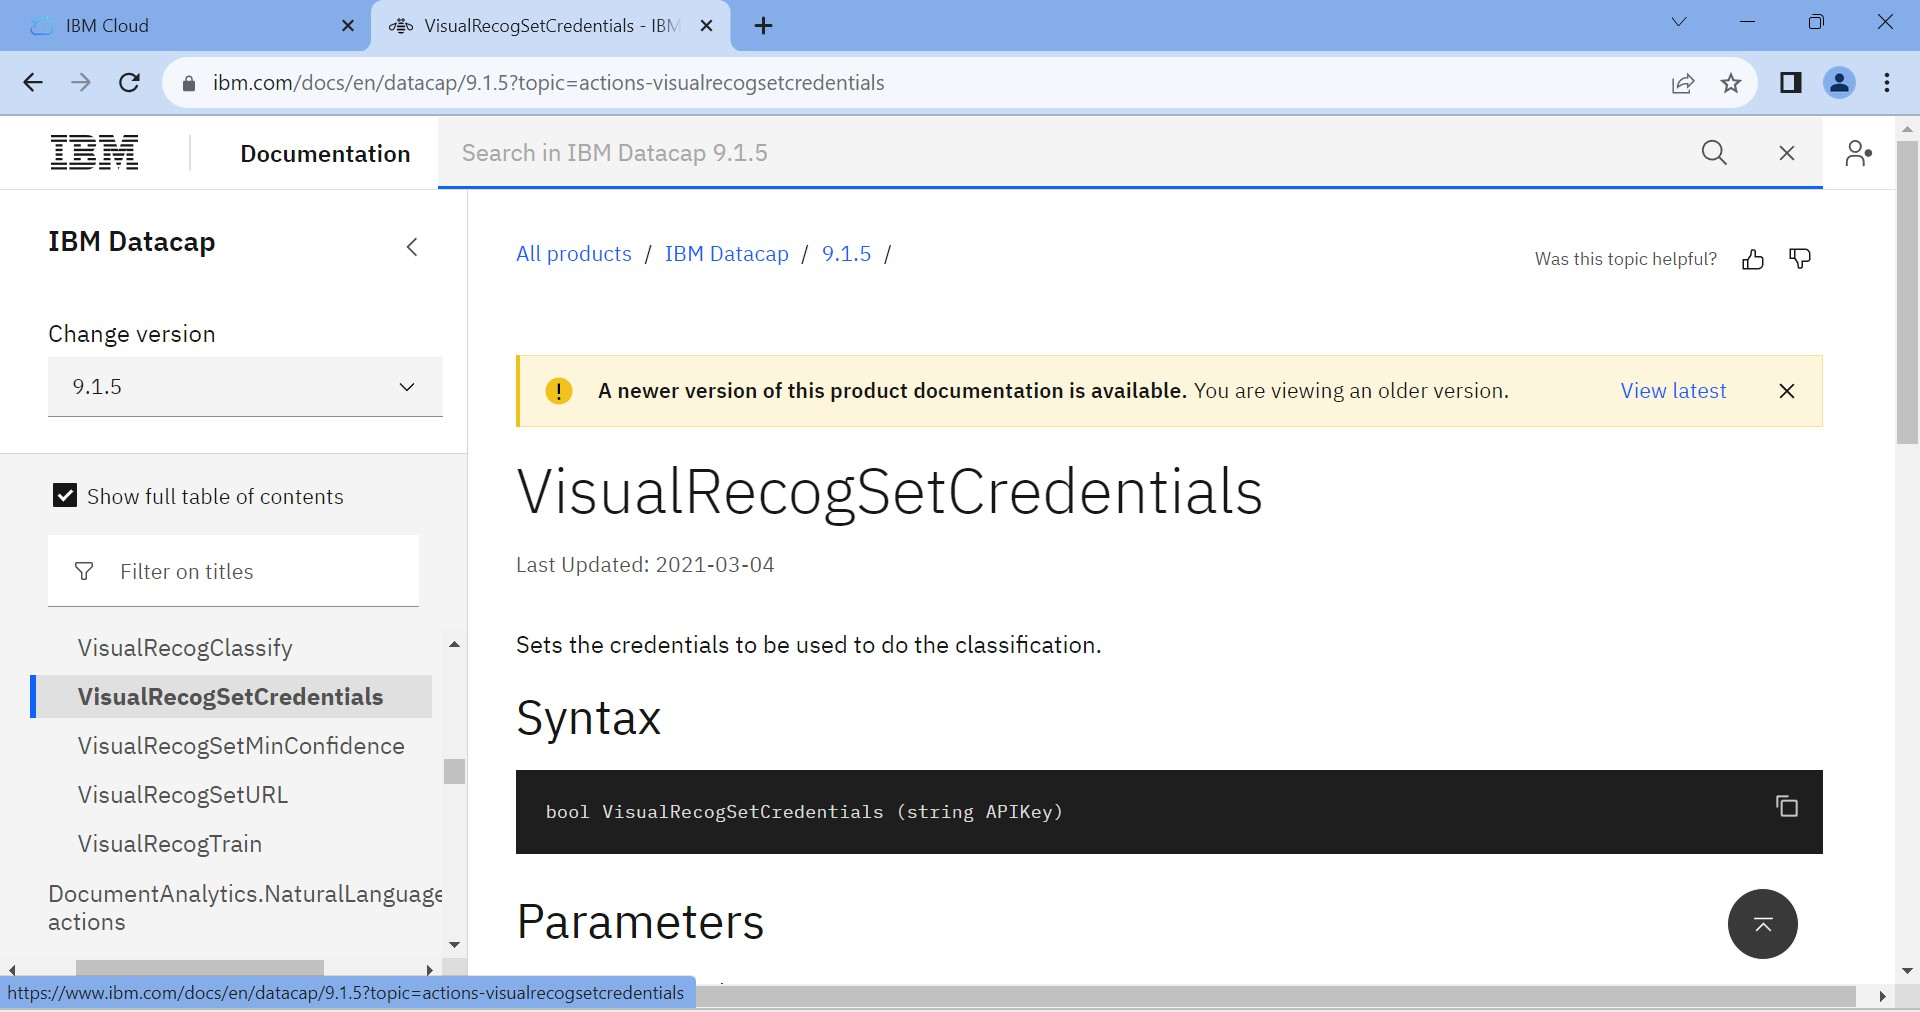 IBM Cloud
VisualRecogSetCredentials - IBM
ibm.com/docs/en/datacap/9.1.5?topic=actions-visualrecogsetcredentials
IBM
Documentation
Search in IBM Datacap 9.1.5
IBM Datacap
All products / IBM Datacap / 9.1.5 /
Was this topic helpful?
Change version
9.1.5
A newer version of this product documentation is available. You are viewing an older version.
View latest
VisualRecogSetCredentials
Last Updated: 2021-03-04
Show full table of contents
Filter on titles
VisualRecogClassify
VisualRecogSetCredentials
VisualRecogSetMinConfidence
VisualRecogSetURL
VisualRecogTrain
DocumentAnalytics.NaturalLanguage
actions
Sets the credentials to be used to do the classification.
Syntax
bool VisualRecogSetCredentials (string APIKey)
Parameters
https://www.ibm.com/docs/en/datacap/9.1.5?topic=actions-visualrecogsetcredentials